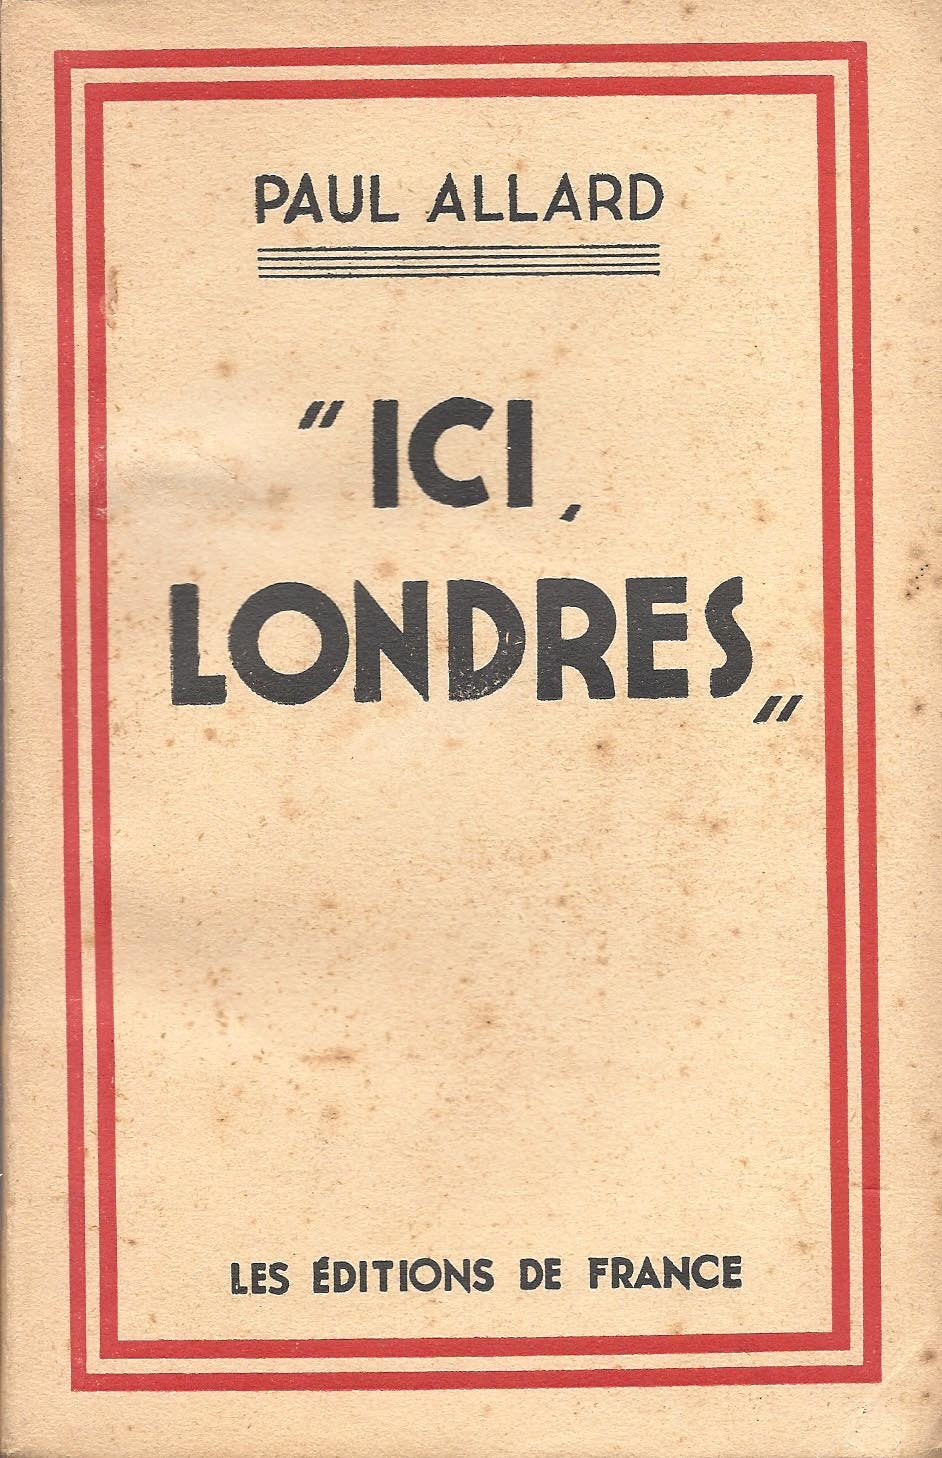 PAUL ALLARD
"ICI,
LONDRES„
LES ÉDITIONS DE FRANCE